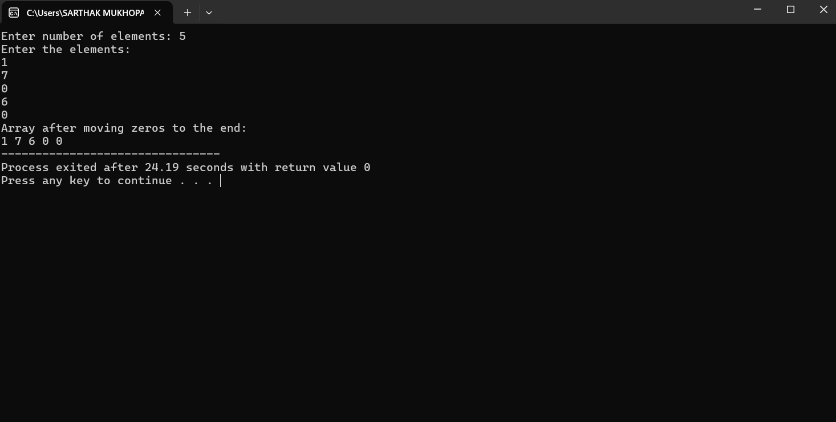 C:\Users\SARTHAK MUKHOPA
Enter number of elements: 5
Enter the elements:
1
7
0
6
0
Array after moving zeros to the end:
1 7 6 0 0
--------------------------------
Process exited after 24.19 seconds with return value 0
Press any key to continue . . .